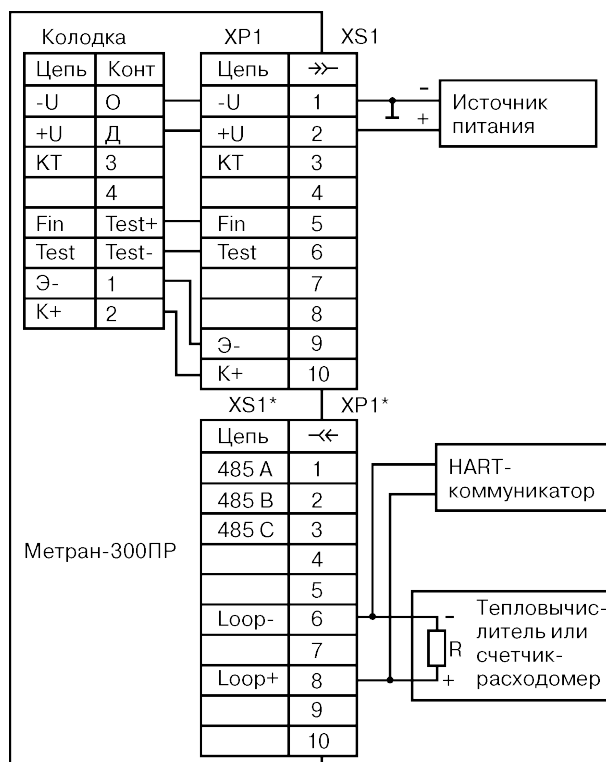 Колодка XP1 XS1
Цепь Конт Цепь
-U О -U 1 -
+U Д +U 2 +
Источник
питания
КТ 3 КТ 3
4 4
Fin Test+ Fin 5
Test Test- Test 6
Э- 1 7
К+ 2 8
Э- 9
К+ 10
XS1* XP1*
Цепь
485 A 1
485 B 2
485 C 3
HART-
коммуникатор
4
Метран-300ПР
5
Loop- 6 -
7
Loop+ 8 +
R
Тепловычис-
литель или
счетчик-
расходомер
9
10